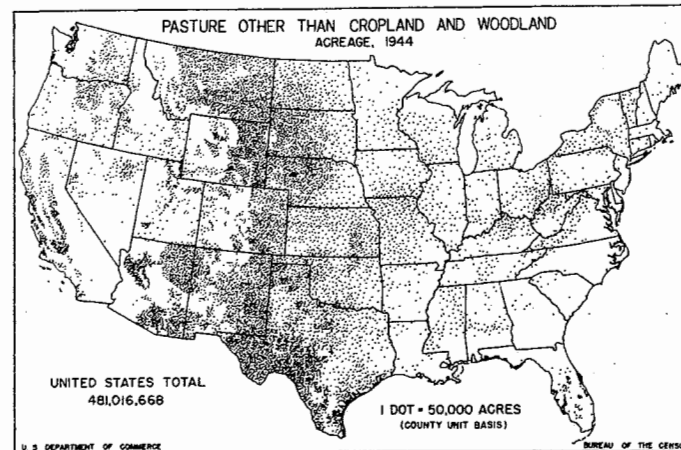 PASTURE OTHER THAN CROPLAND AND WOODLAND
ACREAGE, 1944
UNITED STATES TOTAL
481,016,668
1 DOT = 50,000 ACRES
(COUNTY UNIT BASIS)
U S DEPARTMENT OF COMMERCE
BUREAU OF THE CENSU